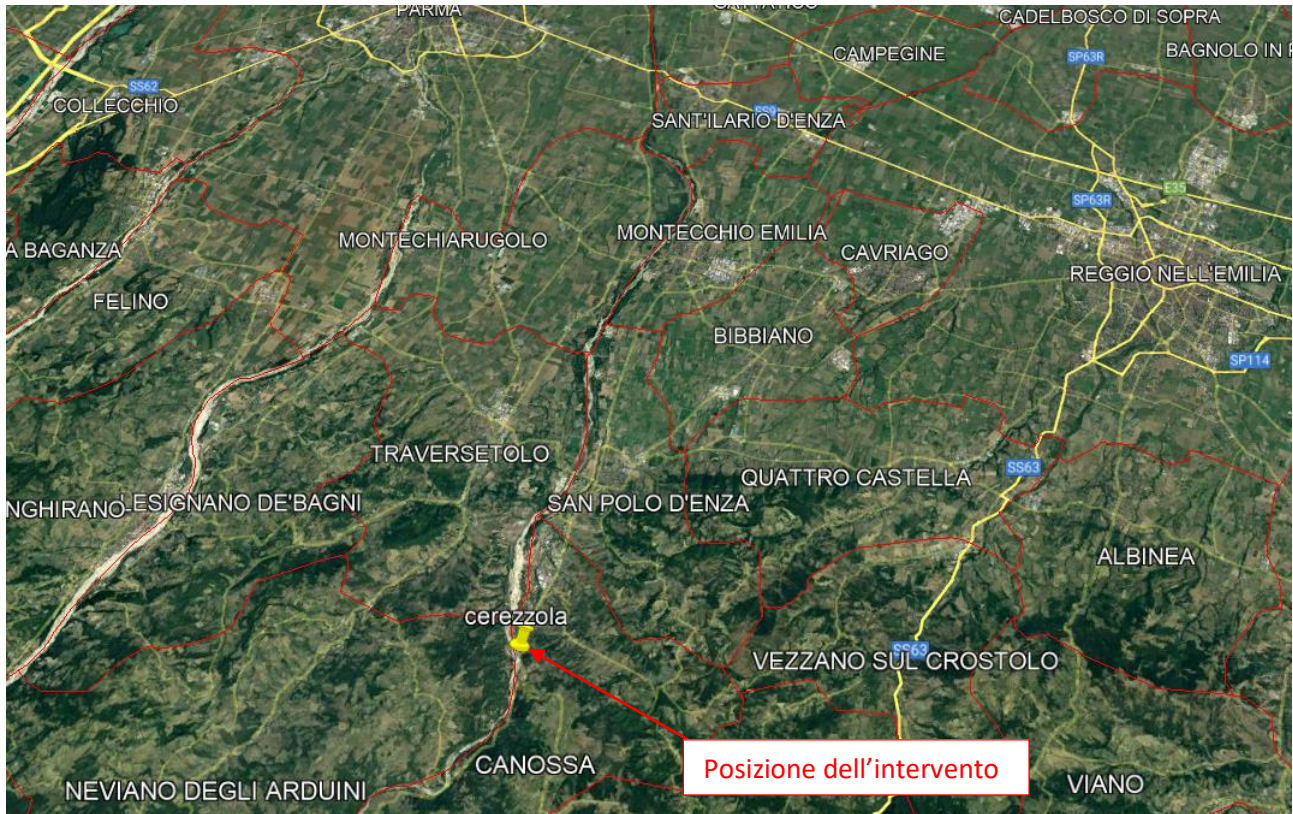 PARMA
CADELBOSCO DI SOPRA
CAMPEGINE
SP63R
BAGNOLO IN
SS62
COLLECCHIO
SS9
SANT'ILARIO D'ENZA
E35
SP63R
A BAGANZA
MONTECHIARUGOLO
MONTECCHIO EMILIA
CAVRIAGO
REGGIO NELL'EMILIA
FELINO
BIBBIANO
SP114
TRAVERSETOLO
QUATTRO CASTELLA
SS63
NGHIRANO
LESIGNANO DE'BAGNI
SAN POLO D'ENZA
ALBINEA
cerezzola
SS63
VEZZANO SUL CROSTOLO
CANOSSA
Posizione dell’intervento
NEVIANO DEGLI ARDUINI
VIANO